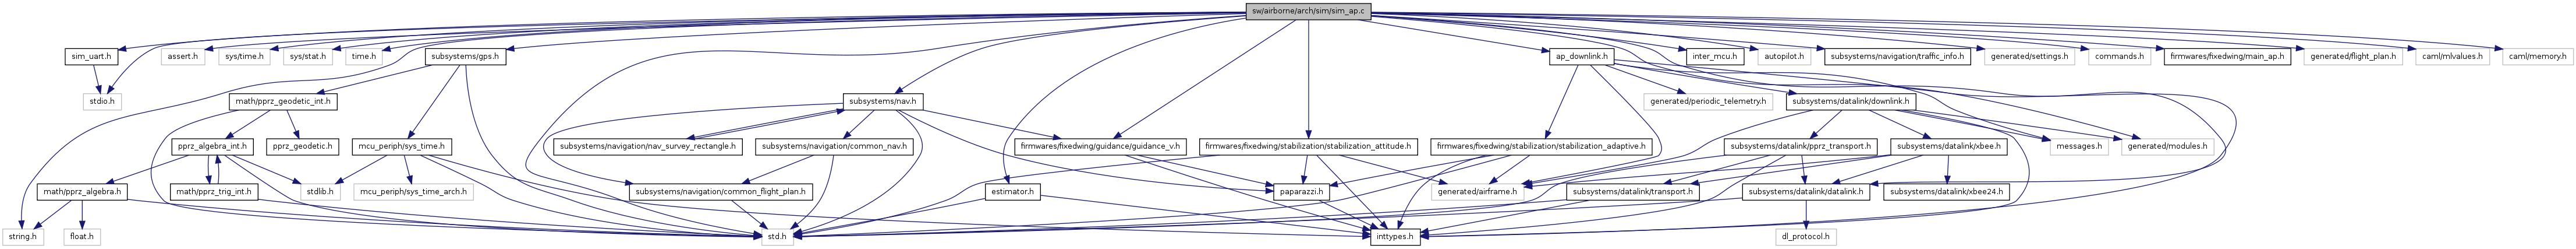 sw/airborne/arch/sim/sim_ap.c
sim_uart.h
assert.h
sys/time.h
sys/stat.h
time.h
subsystems/gps.h
ap_downlink.h
inter_mcu.h
autopilot.h
subsystems/navigation/traffic_info.h
generated/settings.h
commands.h
firmwares/fixedwing/main_ap.h
generated/flight_plan.h
caml/mlvalues.h
caml/memory.h
stdio.h
math/pprz_geodetic_int.h
subsystems/nav.h
generated/periodic_telemetry.h
subsystems/datalink/downlink.h
pprz_algebra_int.h
pprz_geodetic.h
mcu_periph/sys_time.h
subsystems/navigation/nav_survey_rectangle.h
subsystems/navigation/common_nav.h
firmwares/fixedwing/guidance/guidance_v.h
firmwares/fixedwing/stabilization/stabilization_attitude.h
firmwares/fixedwing/stabilization/stabilization_adaptive.h
subsystems/datalink/pprz_transport.h
subsystems/datalink/xbee.h
messages.h
generated/modules.h
math/pprz_algebra.h
math/pprz_trig_int.h
stdlib.h
mcu_periph/sys_time_arch.h
subsystems/navigation/common_flight_plan.h
estimator.h
paparazzi.h
generated/airframe.h
subsystems/datalink/transport.h
subsystems/datalink/datalink.h
subsystems/datalink/xbee24.h
string.h
float.h
std.h
inttypes.h
dl_protocol.h